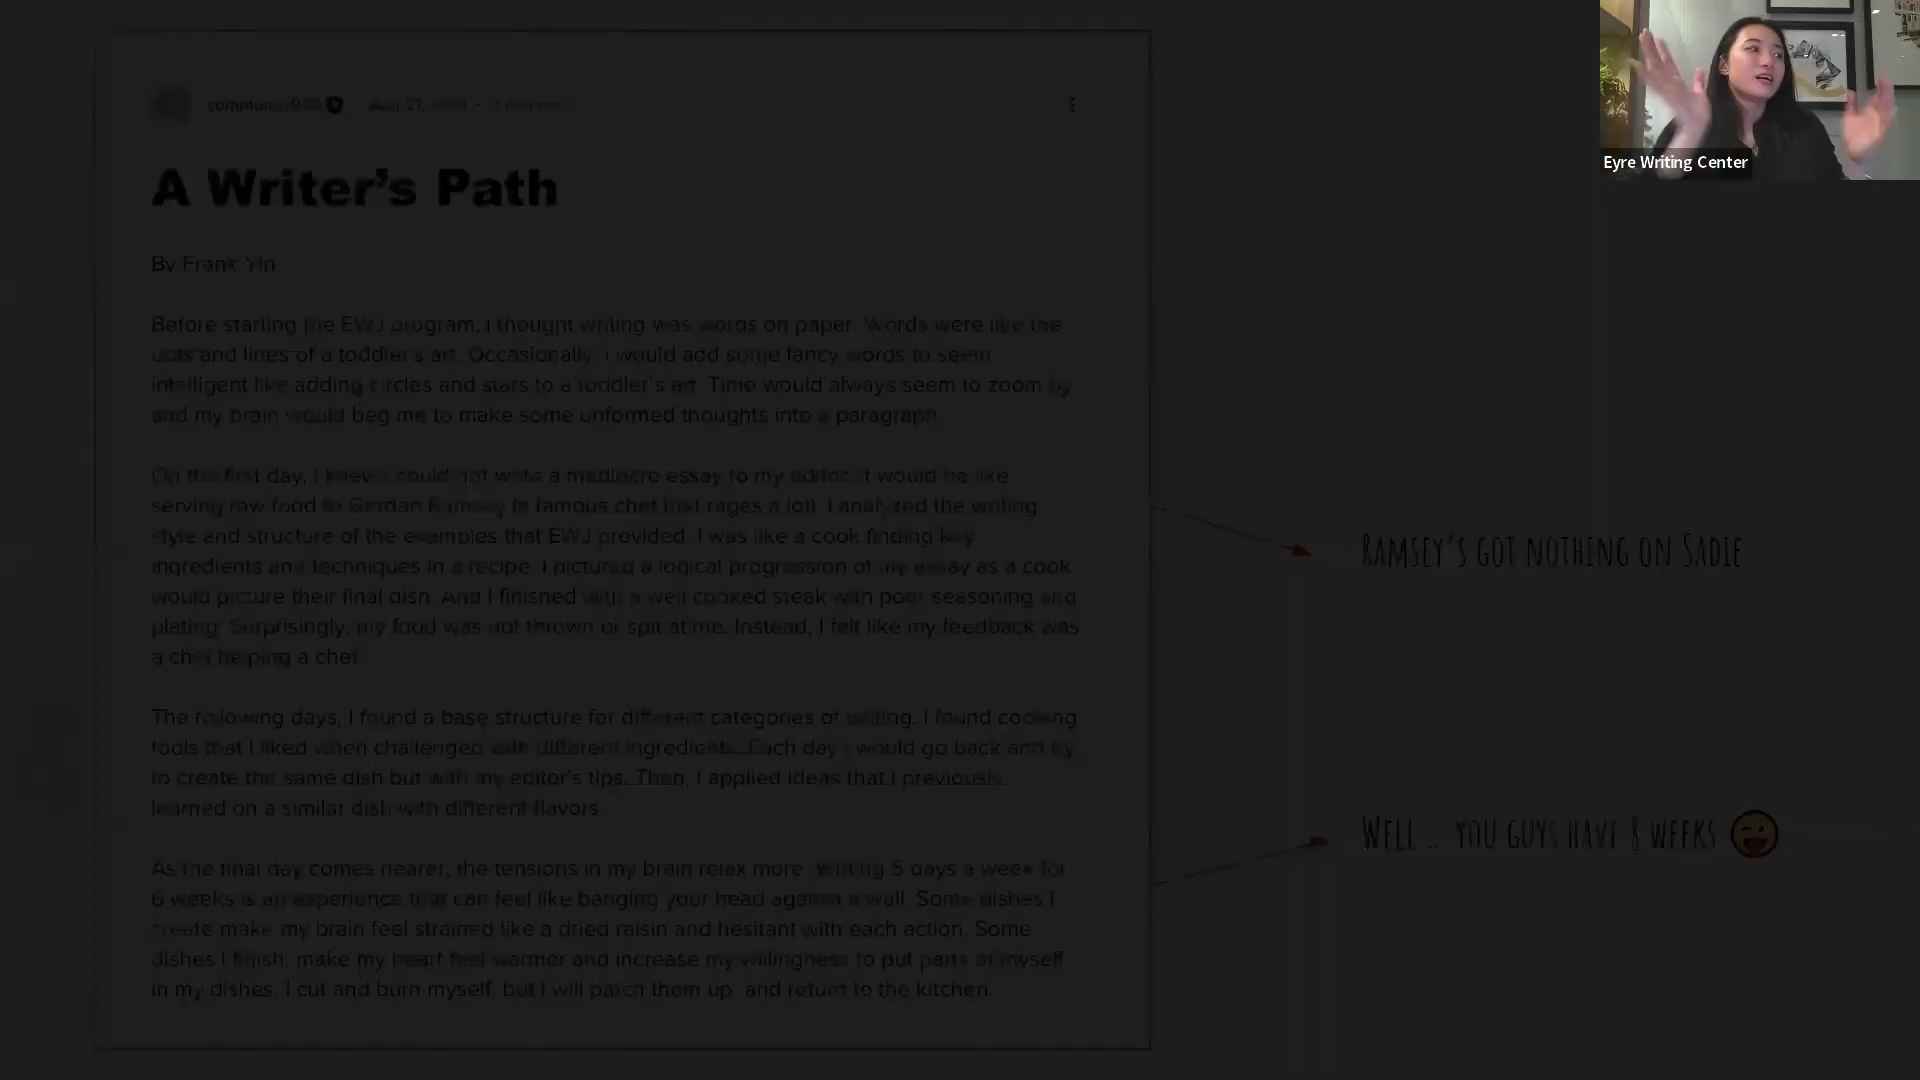 Aug 21,
A Writer's Path
By Frank Yin
Before starting the EWJ program, I thought writing was words on paper. Words were like the
dots and lines of a toddler's art. Occasionally, I would add some fancy words to seem
intelligent like adding circles and stars to a toddler's art. Time would always seem to zoom by
and my brain would beg me to make some unformed thoughts into a paragraph.
On the first day, I knew I could not write a mediocre essay to my editor. It would be like
serving raw food to Gordan Ramsey (a famous chef that rages a lot). I analyzed the writing
style and structure of the examples that EWJ provided. I was like a cook finding key
ingredients and techniques in a recipe. I pictured a logical progression of my essay as a cook
would picture their final dish. And I finished with a well cooked steak with poor seasoning and
plating. Surprisingly, my food was not thrown or spit at me. Instead, I felt like my feedback was
a chef helping a chef.
The following days, I found a base structure for different categories of writing. I found cooking
tools that I liked when challenged with different ingredients. Each day I would go back and try
to create the same dish but with my editor's tips. Then, I applied ideas that I previously
learned on a similar dish with different flavors.
As the final day comes nearer, the tensions in my brain relax more. Writing 5 days a week for
6 weeks is an experience that can feel like banging your head against a wall. Some dishes I
create make my brain feel strained like a dried raisin and hesitant with each action. Some
dishes I finish, make my heart feel warmer and increase my willingness to put parts of myself
in my dishes. I cut and burn myself, but I will patch them up and return to the kitchen.
RAMSEY'S GOT NOTHING ON SADIE
WELL .. YOU GUYS HAVE 8 WEEKS 😜
Eyre Writing Center